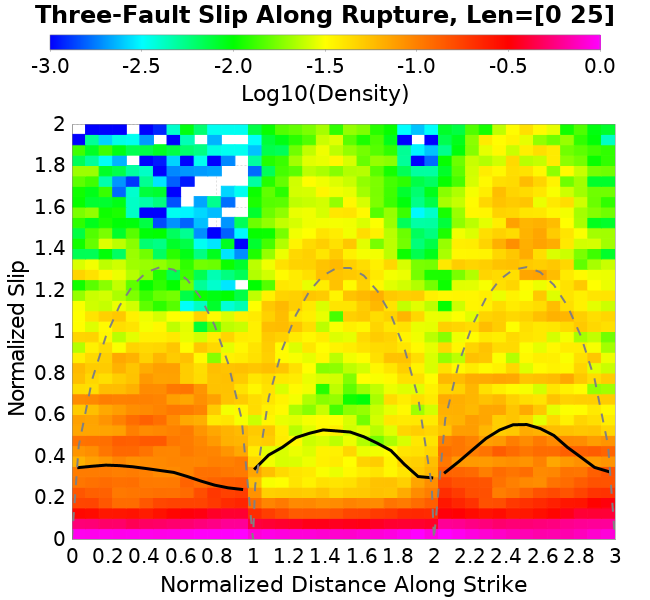 Three-Fault Slip Along Rupture, Len=[0 25]
-3.0 -2.5 -2.0 -1.5 -1.0 -0.5 0.0
Log10(Density)
2
1.8
1.6
1.4
1.2
1
0.8
0.6
0.4
0.2
0
Normalized Slip
0 0.2 0.4 0.6 0.8 1 1.2 1.4 1.6 1.8 2 2.2 2.4 2.6 2.8 3
Normalized Distance Along Strike